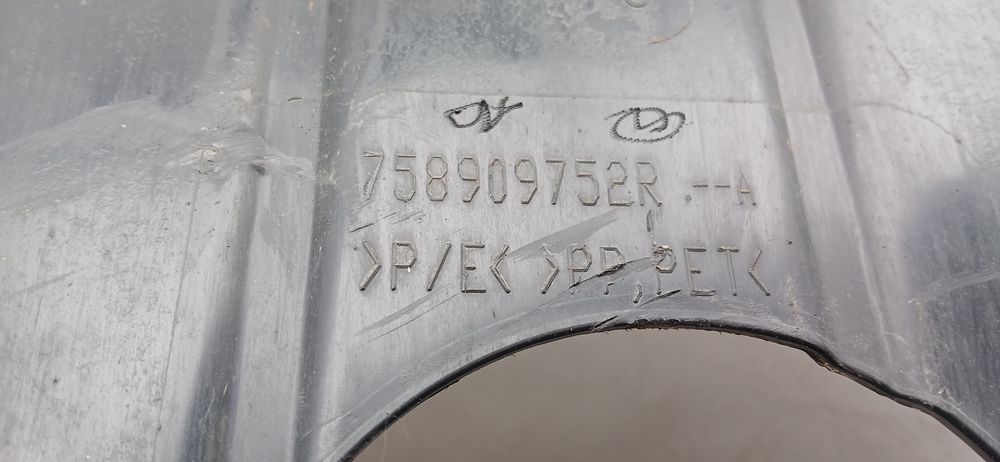 758909752R .--A
>P/E< >PP,PET<